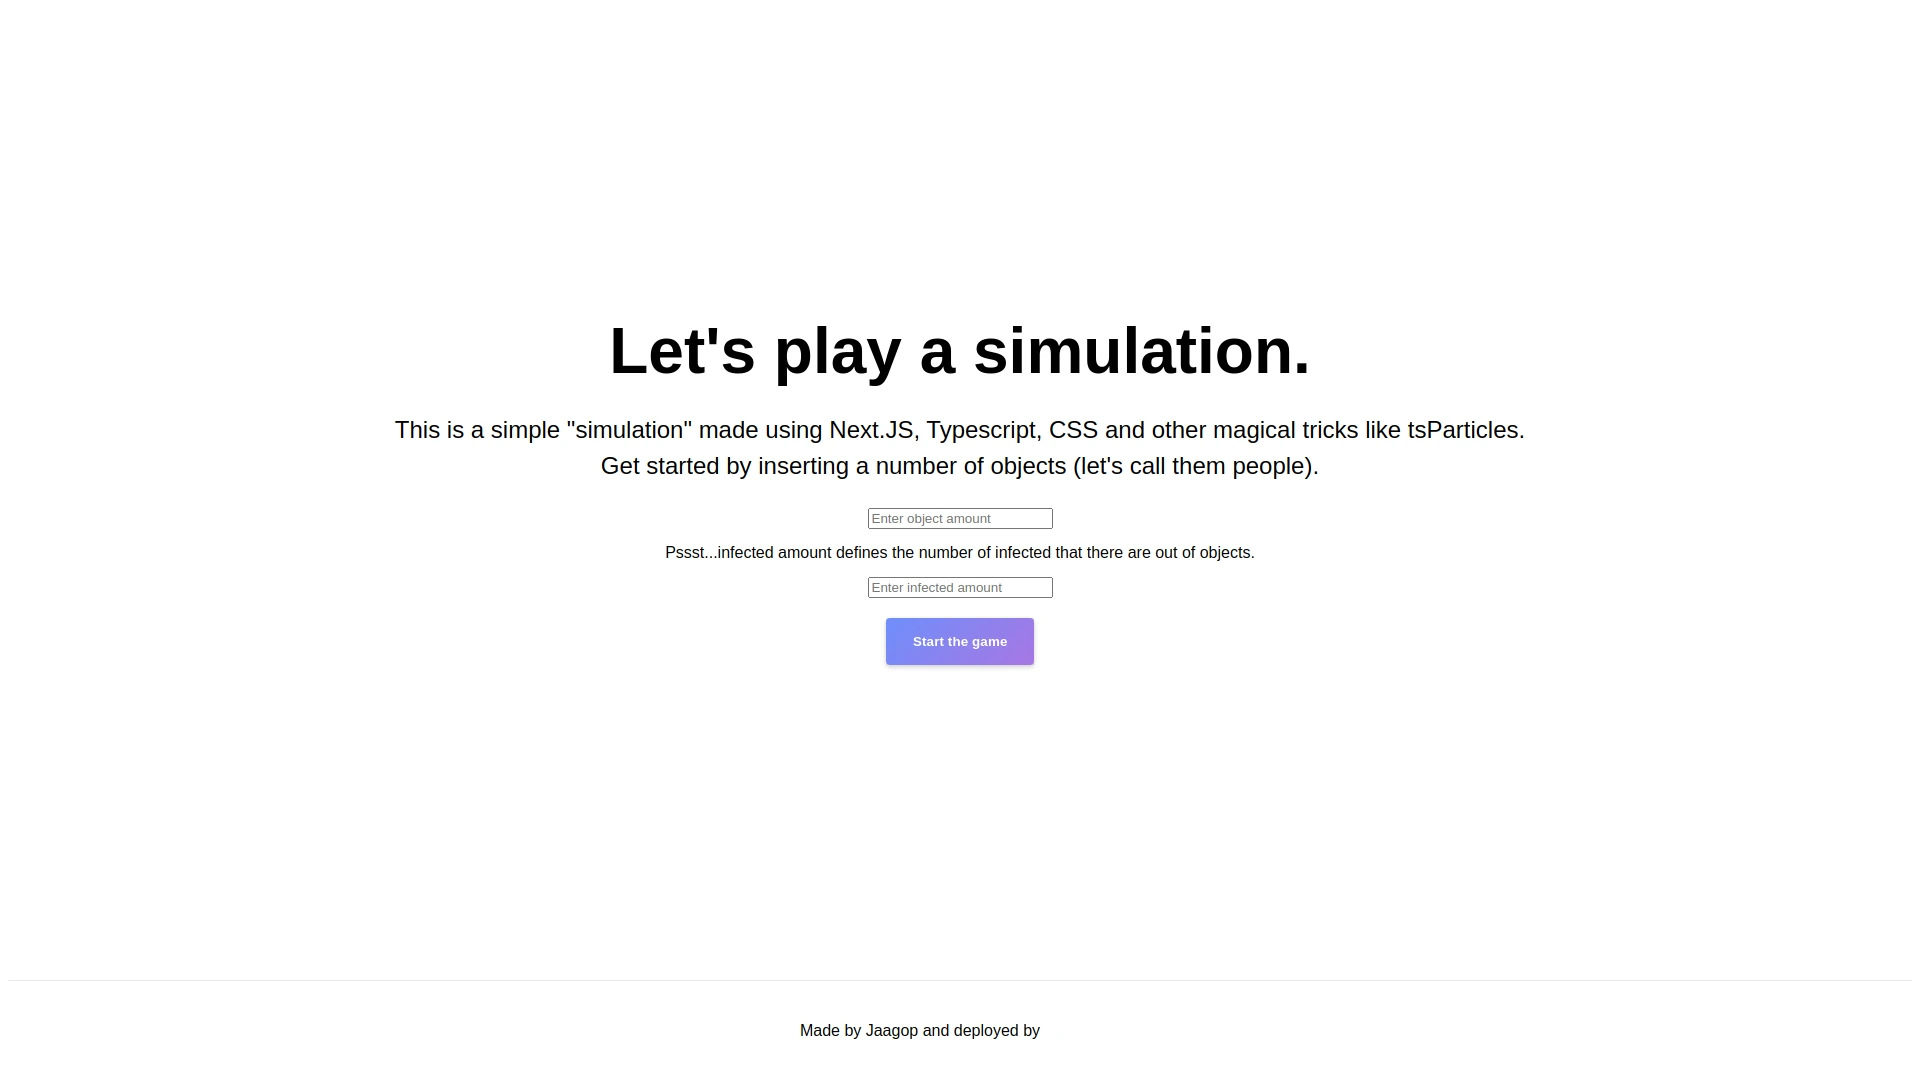 Let's play a simulation.
This is a simple "simulation" made using Next.JS, Typescript, CSS and other magical tricks like tsParticles.
Get started by inserting a number of objects (let's call them people).
Enter object amount
Pssst...infected amount defines the number of infected that there are out of objects.
Enter infected amount
Start the game
Made by Jaagop and deployed by